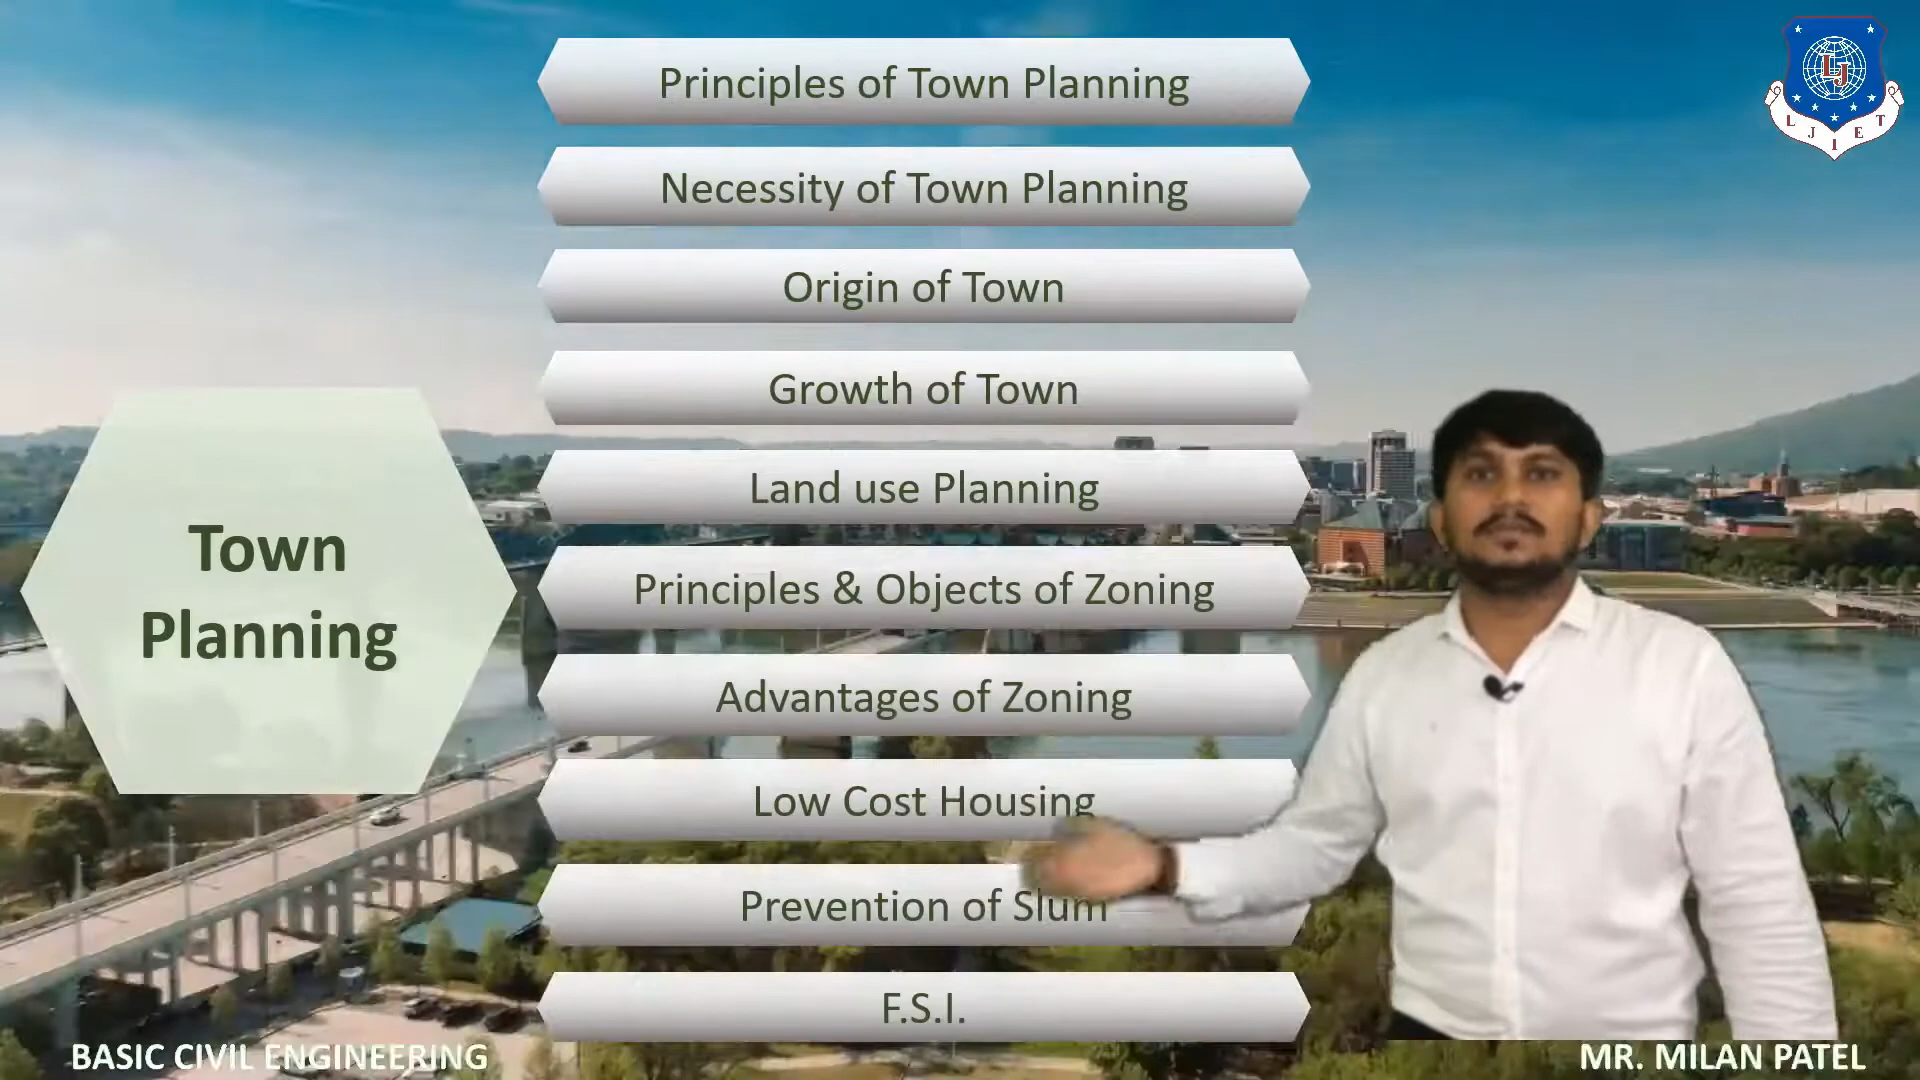 Principles of Town Planning
Necessity of Town Planning
Origin of Town
Growth of Town
Land use Planning
Principles & Objects of Zoning
Advantages of Zoning
Low Cost Housing
Prevention of Slum
F.S.I.
Town
Planning
LJ
L J I E T
BASIC CIVIL ENGINEERING
MR. MILAN PATEL